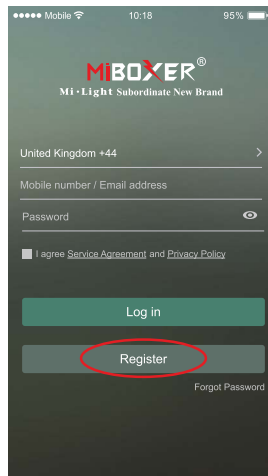 ●●●●● Mobile 10:18 95%
MiBOXER®
Mi·Light Subordinate New Brand
United Kingdom +44
Mobile number / Email address
Password
I agree Service Agreement and Privacy Policy
Log in
Register
Forgot Password